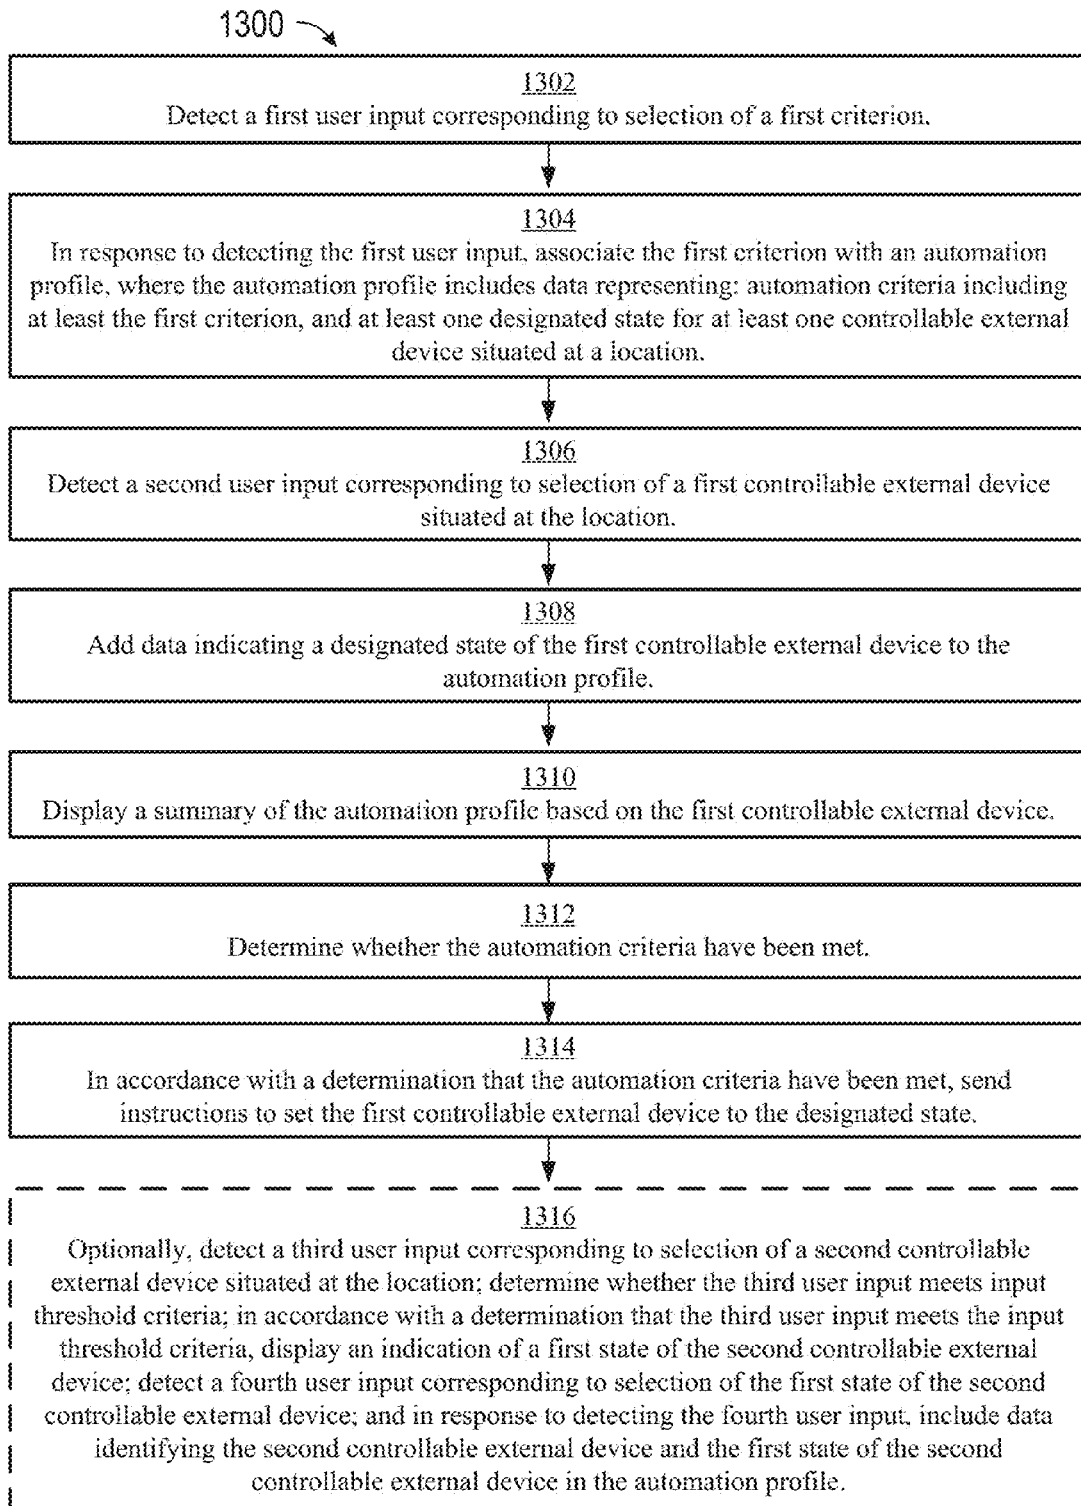 1300
1302
Detect a first user input corresponding to selection of a first criterion.
1304
In response to detecting the first user input, associate the first criterion with an automation
profile, where the automation profile includes data representing: automation criteria including
at least the first criterion, and at least one designated state for at least one controllable external
device situated at a location.
1306
Detect a second user input corresponding to selection of a first controllable external device
situated at the location.
1308
Add data indicating a designated state of the first controllable external device to the
automation profile.
1310
Display a summary of the automation profile based on the first controllable external device.
1312
Determine whether the automation criteria have been met.
1314
In accordance with a determination that the automation criteria have been met, send
instructions to set the first controllable external device to the designated state.
1316
Optionally, detect a third user input corresponding to selection of a second controllable
external device situated at the location; determine whether the third user input meets input
threshold criteria; in accordance with a determination that the third user input meets the input
threshold criteria, display an indication of a first state of the second controllable external
device; detect a fourth user input corresponding to selection of the first state of the second
controllable external device; and in response to detecting the fourth user input, include data
identifying the second controllable external device and the first state of the second
controllable external device in the automation profile.